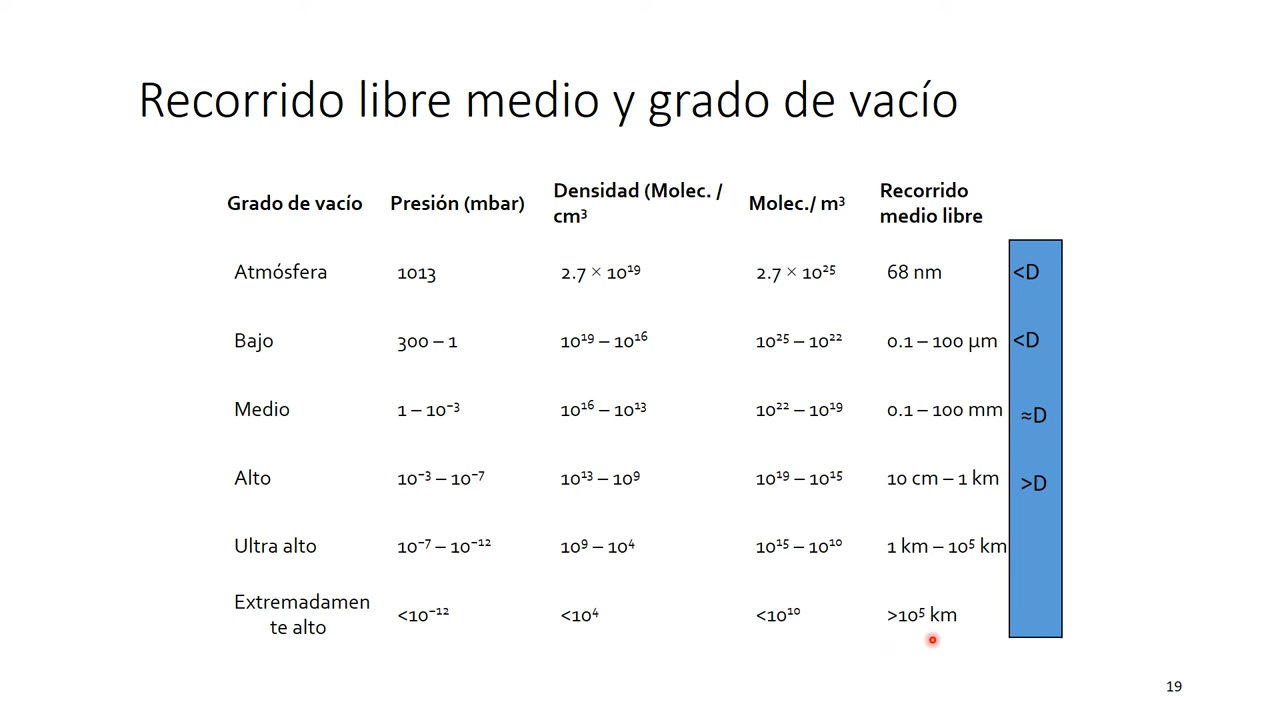 Recorrido libre medio y grado de vacío
Grado de vacío Presión (mbar) Densidad (Molec. / cm³ Molec./ m³ Recorrido medio libre
Atmósfera 1013 2.7 × 10¹⁹ 2.7 × 10²⁵ 68 nm <D
Bajo 300 – 1 10¹⁹ – 10¹⁶ 10²⁵ – 10²² 0.1 – 100 μm <D
Medio 1 – 10⁻³ 10¹⁶ – 10¹³ 10²² – 10¹⁹ 0.1 – 100 mm ≈D
Alto 10⁻³ – 10⁻⁷ 10¹³ – 10⁹ 10¹⁹ – 10¹⁵ 10 cm – 1 km >D
Ultra alto 10⁻⁷ – 10⁻¹² 10⁹ – 10⁴ 10¹⁵ – 10¹⁰ 1 km – 10⁵ km
Extremadamen
te alto <10⁻¹² <10⁴ <10¹⁰ >10⁵ km
19